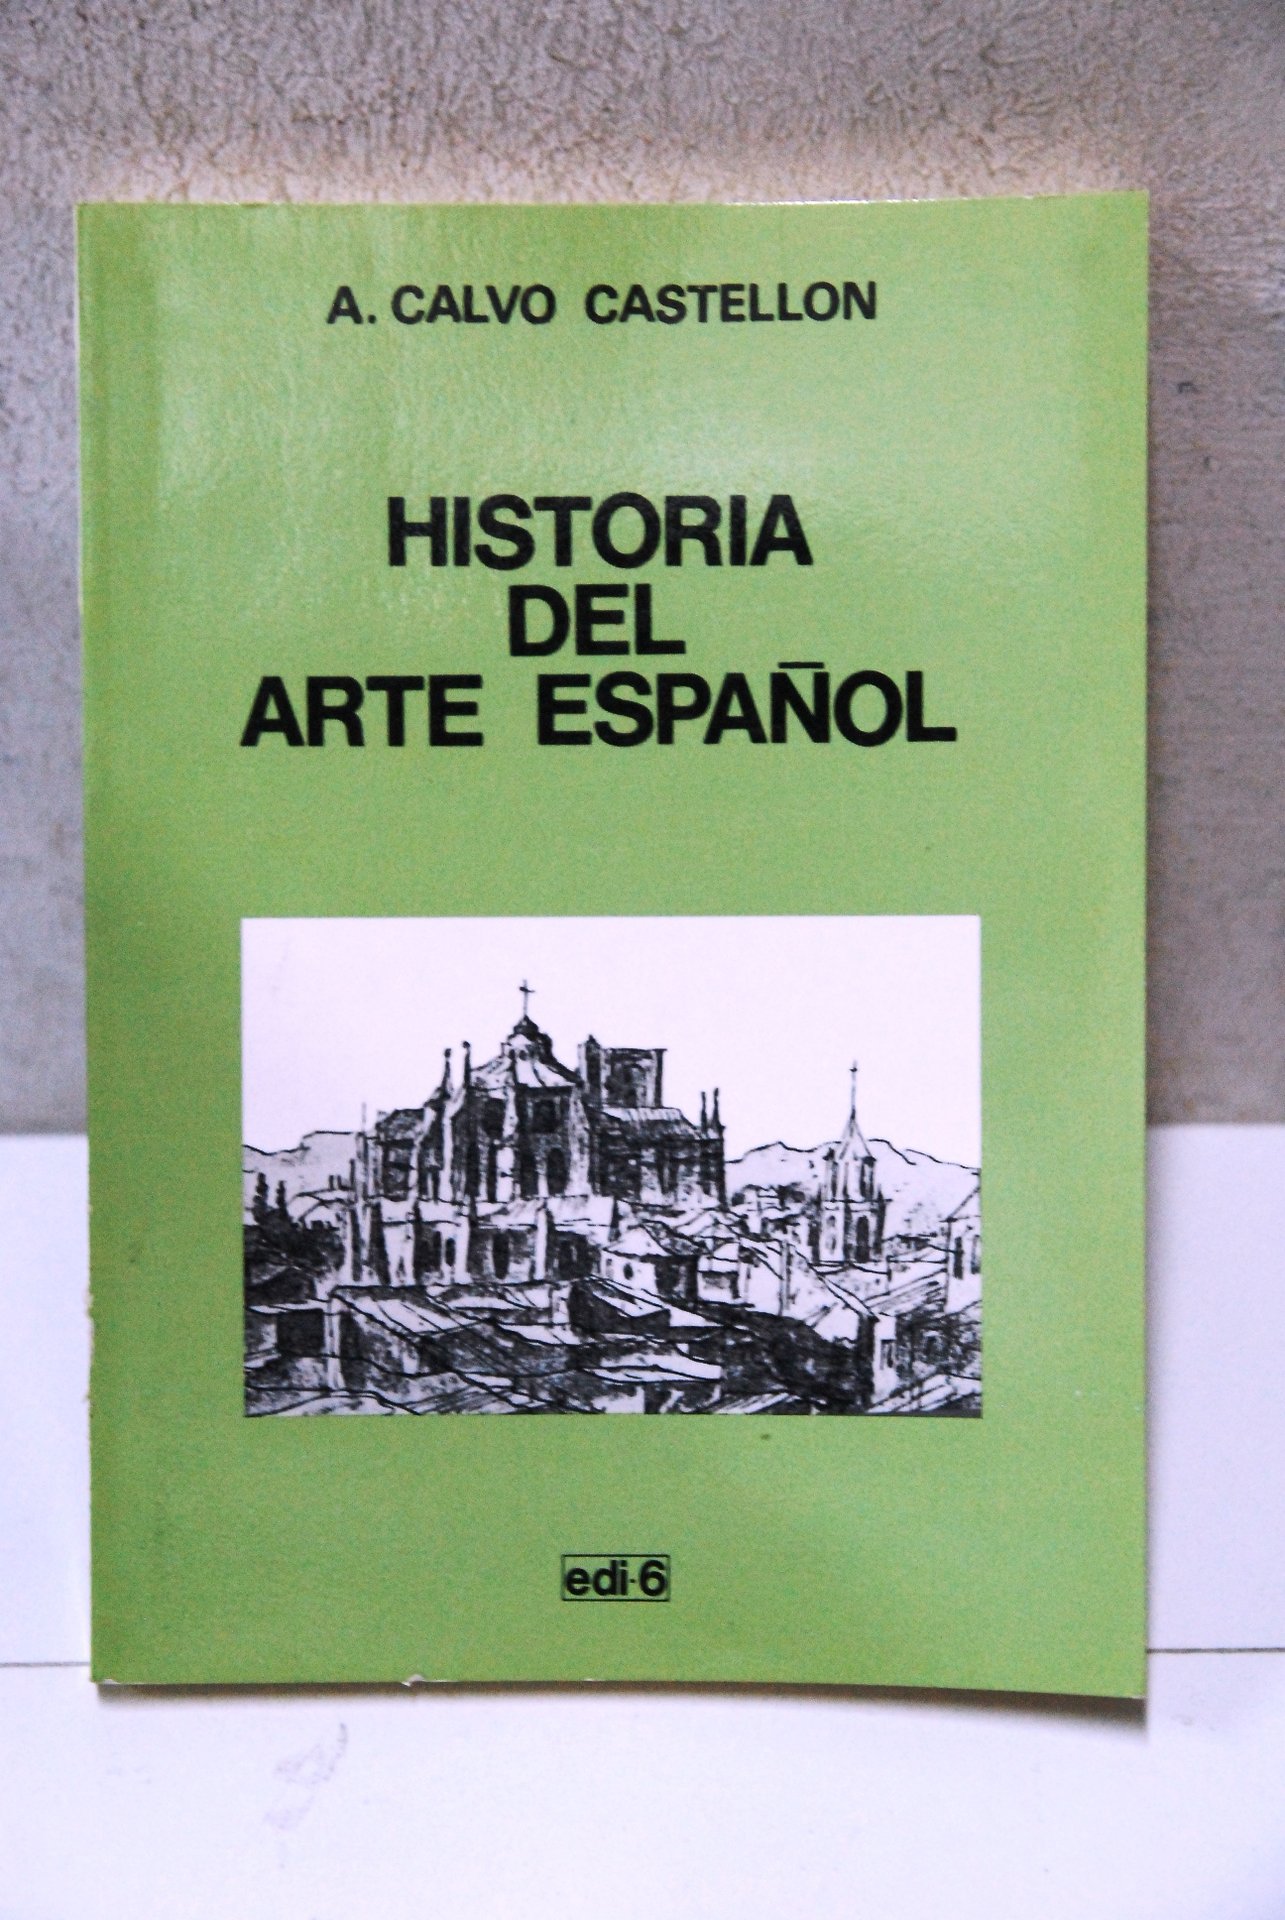 A. CALVO CASTELLON
HISTORIA
DEL
ARTE ESPAÑOL
edi-6